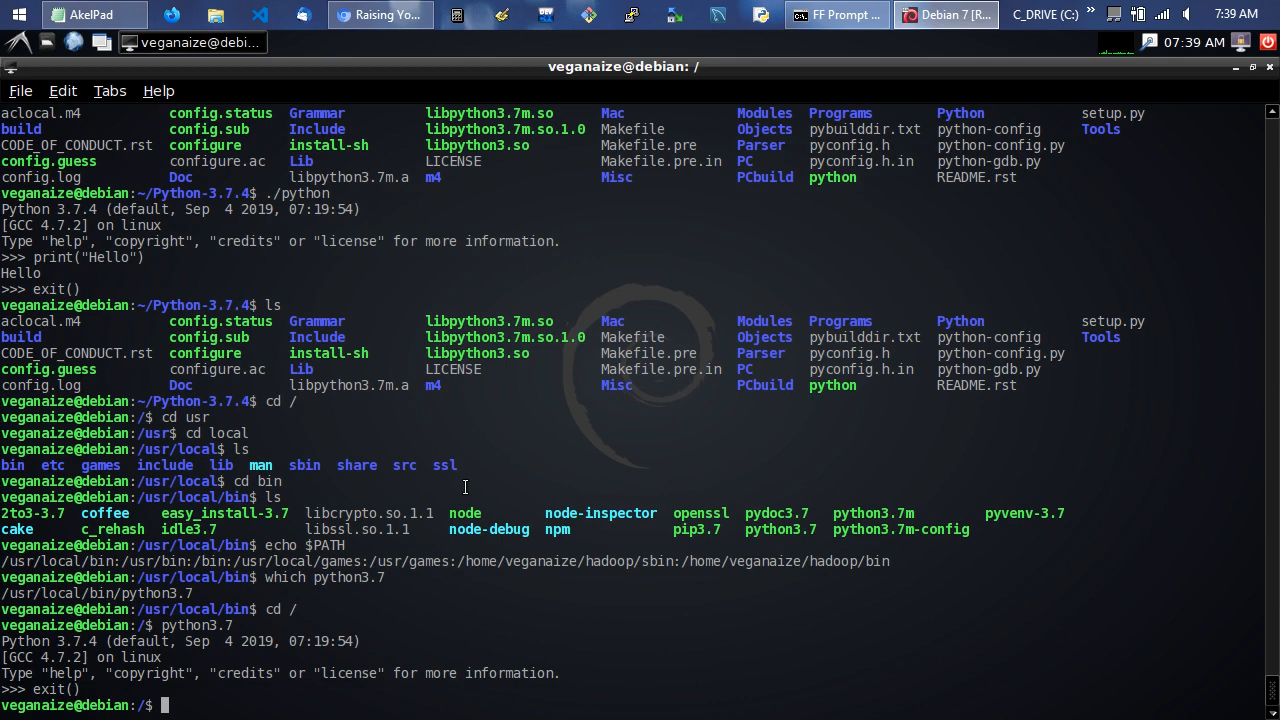 AkelPad Raising Yo... FF Prompt ... Debian 7 [R... C_DRIVE (C:) » 7:39 AM
veganaize@debi... 07:39 AM
veganaize@debian: /
File Edit Tabs Help
aclocal.m4 config.status Grammar libpython3.7m.so Mac Modules Programs Python setup.py
build config.sub Include libpython3.7m.so.1.0 Makefile Objects pybuilddir.txt python-config Tools
CODE_OF_CONDUCT.rst configure install-sh libpython3.so Makefile.pre Parser pyconfig.h python-config.py
config.guess configure.ac Lib LICENSE Makefile.pre.in PC pyconfig.h.in python-gdb.py
config.log Doc libpython3.7m.a m4 Misc PCbuild python README.rst
veganaize@debian:~/Python-3.7.4$ ./python
Python 3.7.4 (default, Sep  4 2019, 07:19:54)
[GCC 4.7.2] on linux
Type "help", "copyright", "credits" or "license" for more information.
>>> print("Hello")
Hello
>>> exit()
veganaize@debian:~/Python-3.7.4$ ls
aclocal.m4 config.status Grammar libpython3.7m.so Mac Modules Programs Python setup.py
build config.sub Include libpython3.7m.so.1.0 Makefile Objects pybuilddir.txt python-config Tools
CODE_OF_CONDUCT.rst configure install-sh libpython3.so Makefile.pre Parser pyconfig.h python-config.py
config.guess configure.ac Lib LICENSE Makefile.pre.in PC pyconfig.h.in python-gdb.py
config.log Doc libpython3.7m.a m4 Misc PCbuild python README.rst
veganaize@debian:~/Python-3.7.4$ cd /
veganaize@debian:/$ cd usr
veganaize@debian:/usr$ cd local
veganaize@debian:/usr/local$ ls
bin etc games include lib man sbin share src ssl
veganaize@debian:/usr/local$ cd bin
veganaize@debian:/usr/local/bin$ ls
2to3-3.7 coffee easy_install-3.7 libcrypto.so.1.1 node node-inspector openssl pydoc3.7 python3.7m pyvenv-3.7
cake c_rehash idle3.7 libssl.so.1.1 node-debug npm pip3.7 python3.7 python3.7m-config
veganaize@debian:/usr/local/bin$ echo $PATH
/usr/local/bin:/usr/bin:/bin:/usr/local/games:/usr/games:/home/veganaize/hadoop/sbin:/home/veganaize/hadoop/bin
veganaize@debian:/usr/local/bin$ which python3.7
/usr/local/bin/python3.7
veganaize@debian:/usr/local/bin$ cd /
veganaize@debian:/$ python3.7
Python 3.7.4 (default, Sep  4 2019, 07:19:54)
[GCC 4.7.2] on linux
Type "help", "copyright", "credits" or "license" for more information.
>>> exit()
veganaize@debian:/$